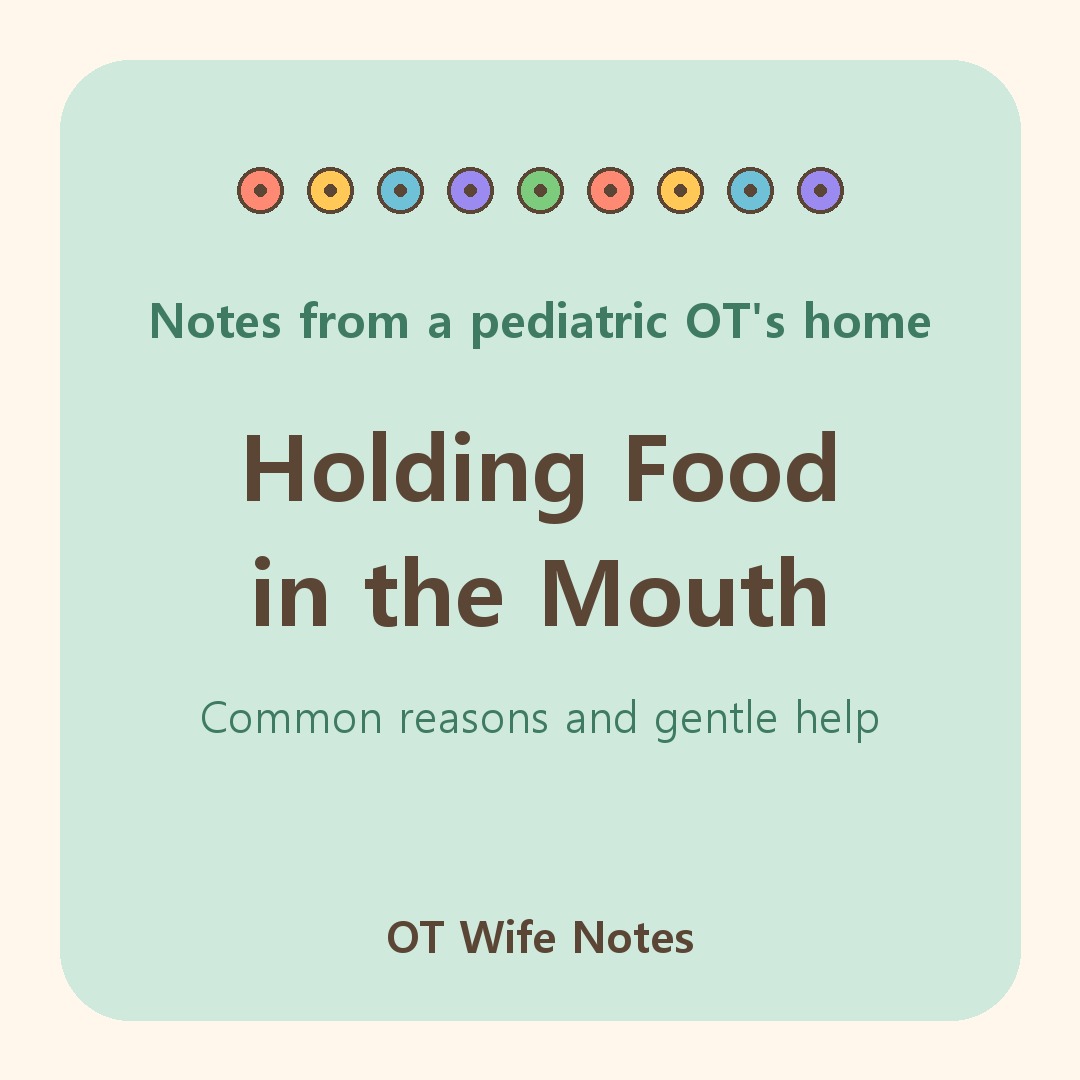 Notes from a pediatric OT's home
Holding Food
in the Mouth
Common reasons and gentle help
OT Wife Notes